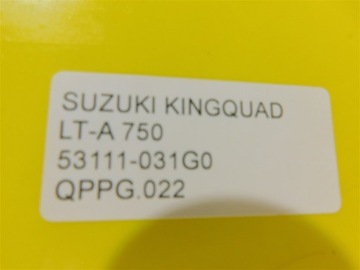 SUZUKI KINGQUAD
LT-A 750
53111-031G0
QPPG.022